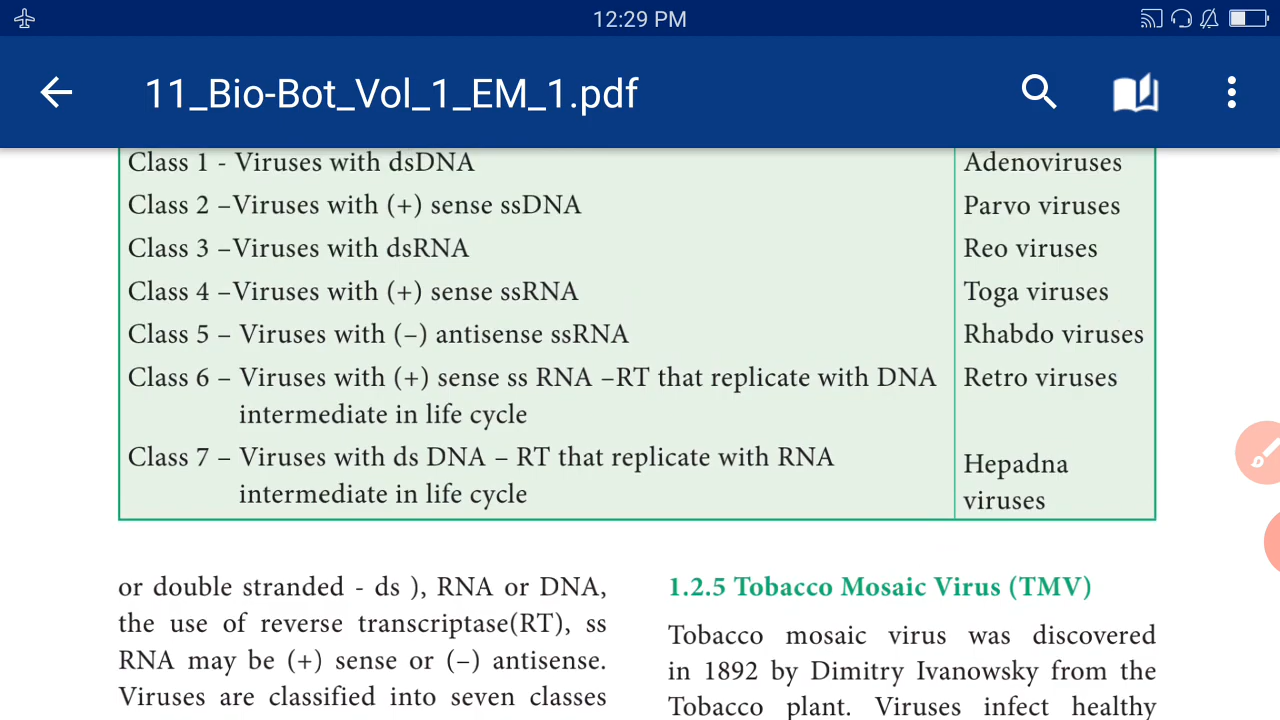 12:29 PM
11_Bio-Bot_Vol_1_EM_1.pdf
Class 1 - Viruses with dsDNA
Adenoviruses
Class 2 –Viruses with (+) sense ssDNA
Parvo viruses
Class 3 –Viruses with dsRNA
Reo viruses
Class 4 –Viruses with (+) sense ssRNA
Toga viruses
Class 5 – Viruses with (–) antisense ssRNA
Rhabdo viruses
Class 6 – Viruses with (+) sense ss RNA –RT that replicate with DNA
intermediate in life cycle
Retro viruses
Class 7 – Viruses with ds DNA – RT that replicate with RNA
intermediate in life cycle
Hepadna
viruses
or double stranded - ds ), RNA or DNA,
the use of reverse transcriptase(RT), ss
RNA may be (+) sense or (–) antisense.
Viruses are classified into seven classes
1.2.5 Tobacco Mosaic Virus (TMV)
Tobacco mosaic virus was discovered
in 1892 by Dimitry Ivanowsky from the
Tobacco plant. Viruses infect healthy